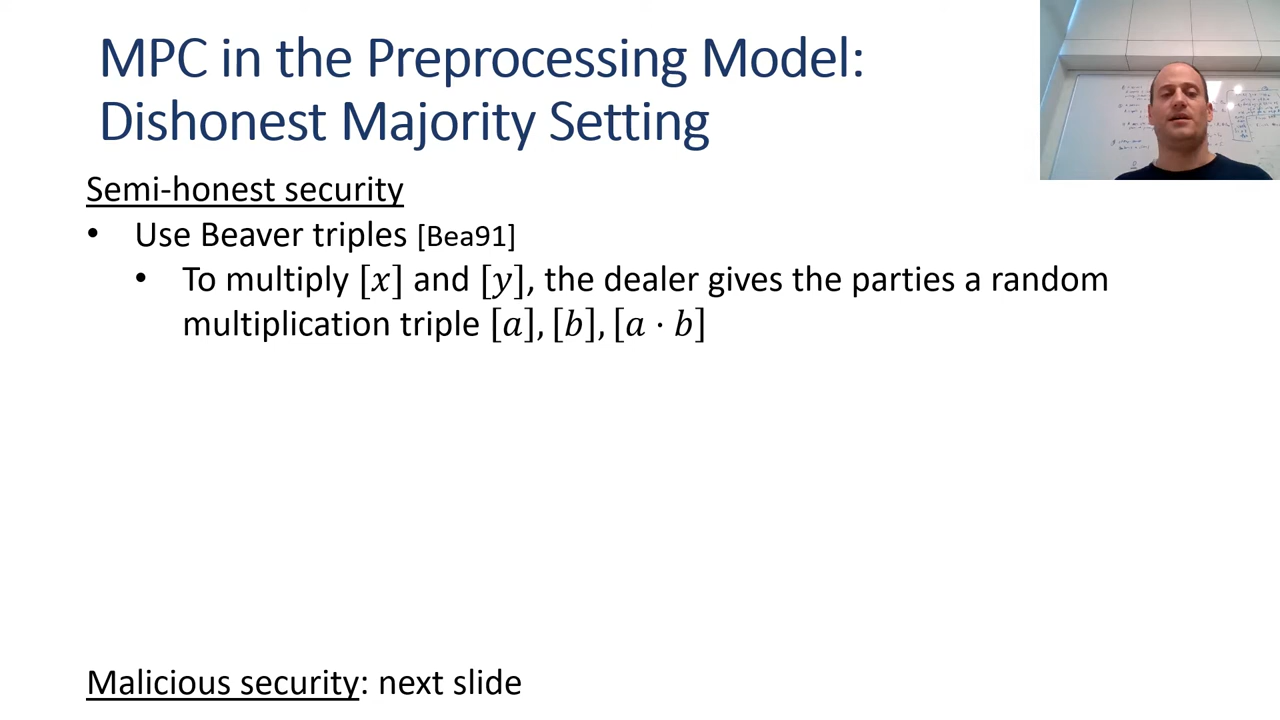 MPC in the Preprocessing Model:
Dishonest Majority Setting
Semi-honest security
• Use Beaver triples [Bea91]
• To multiply [x] and [y], the dealer gives the parties a random
multiplication triple [a], [b], [a · b]
Malicious security: next slide